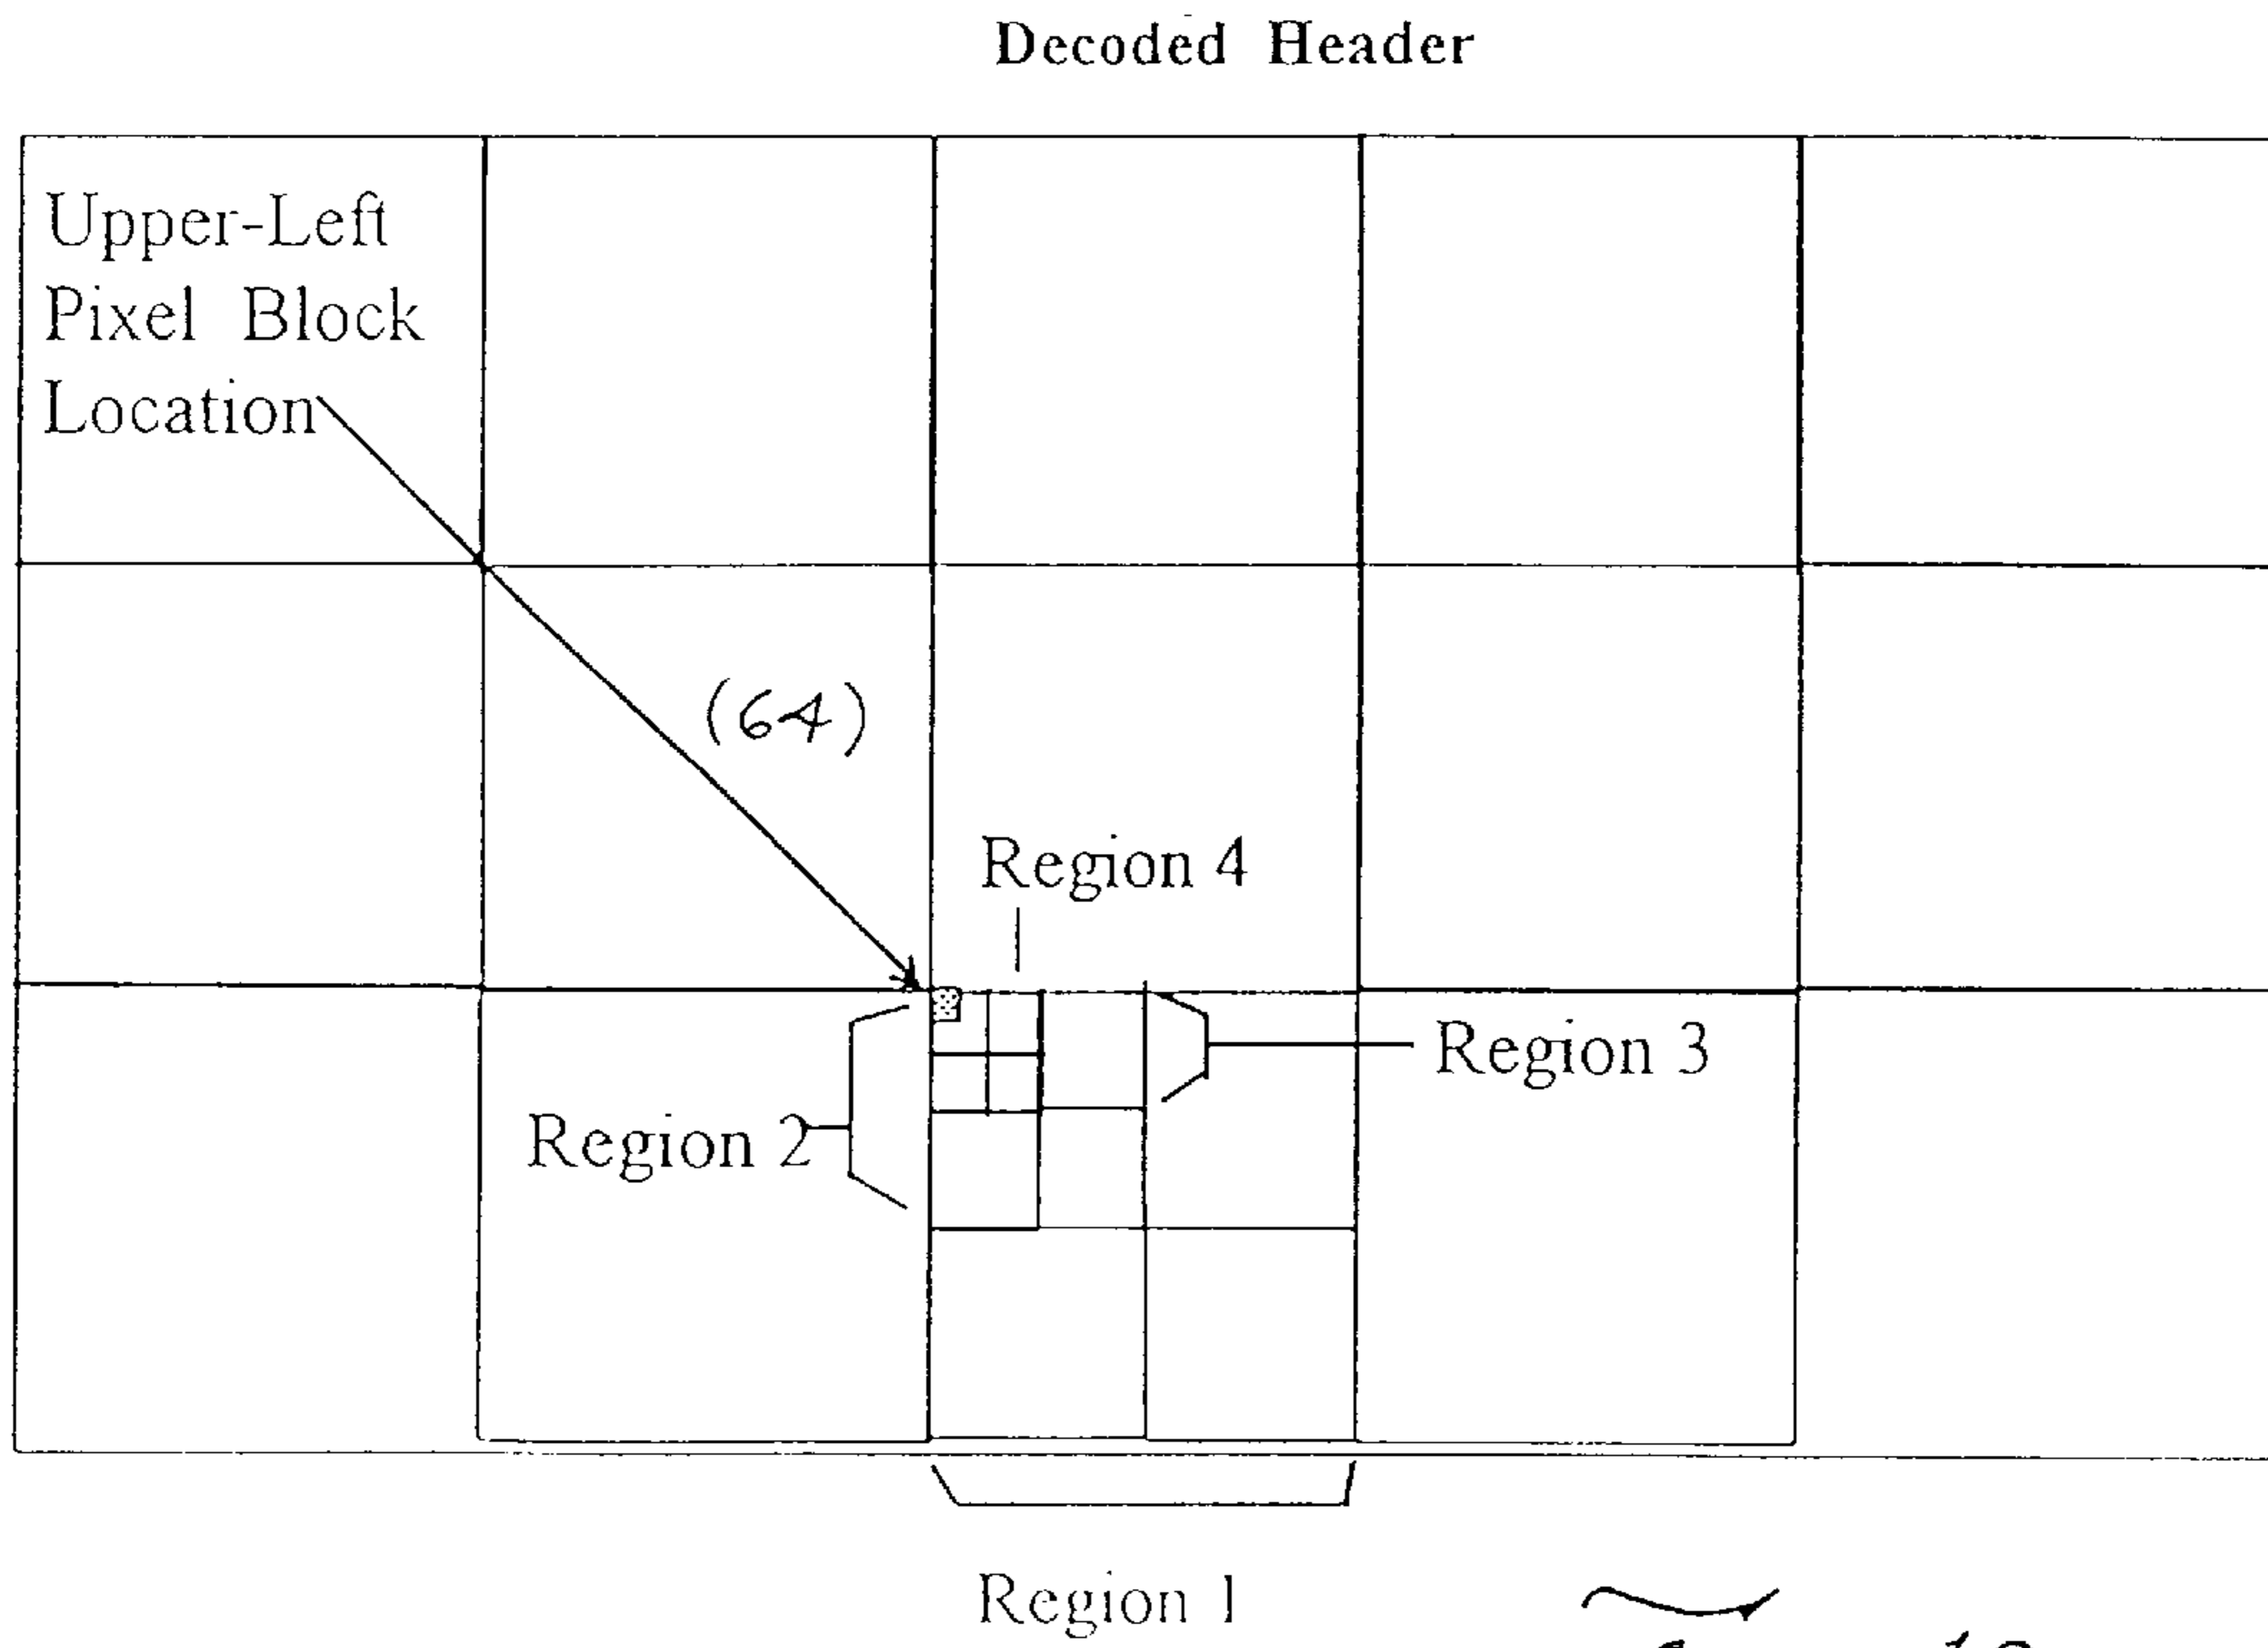 Decoded Header
Upper-Left
Pixel Block
Location
(64)
Region 4
Region 3
Region 2
Region 1